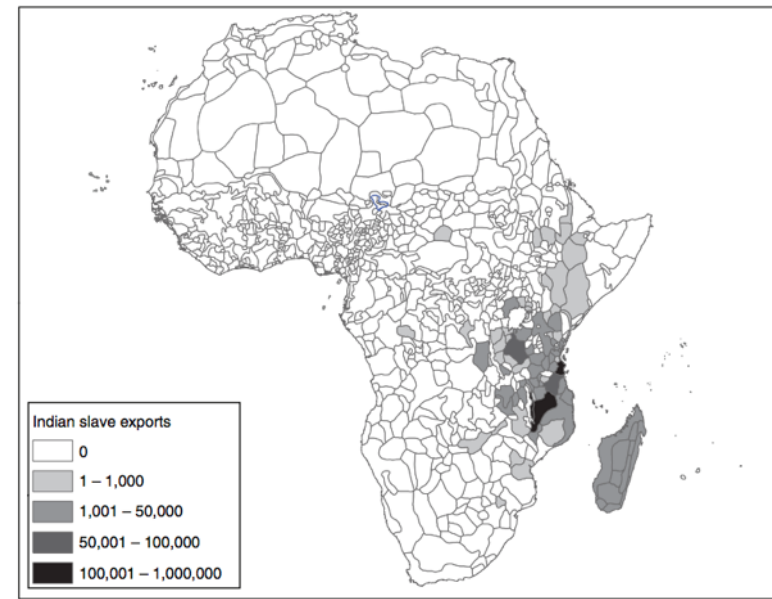 Indian slave exports
0
1 – 1,000
1,001 – 50,000
50,001 – 100,000
100,001 – 1,000,000